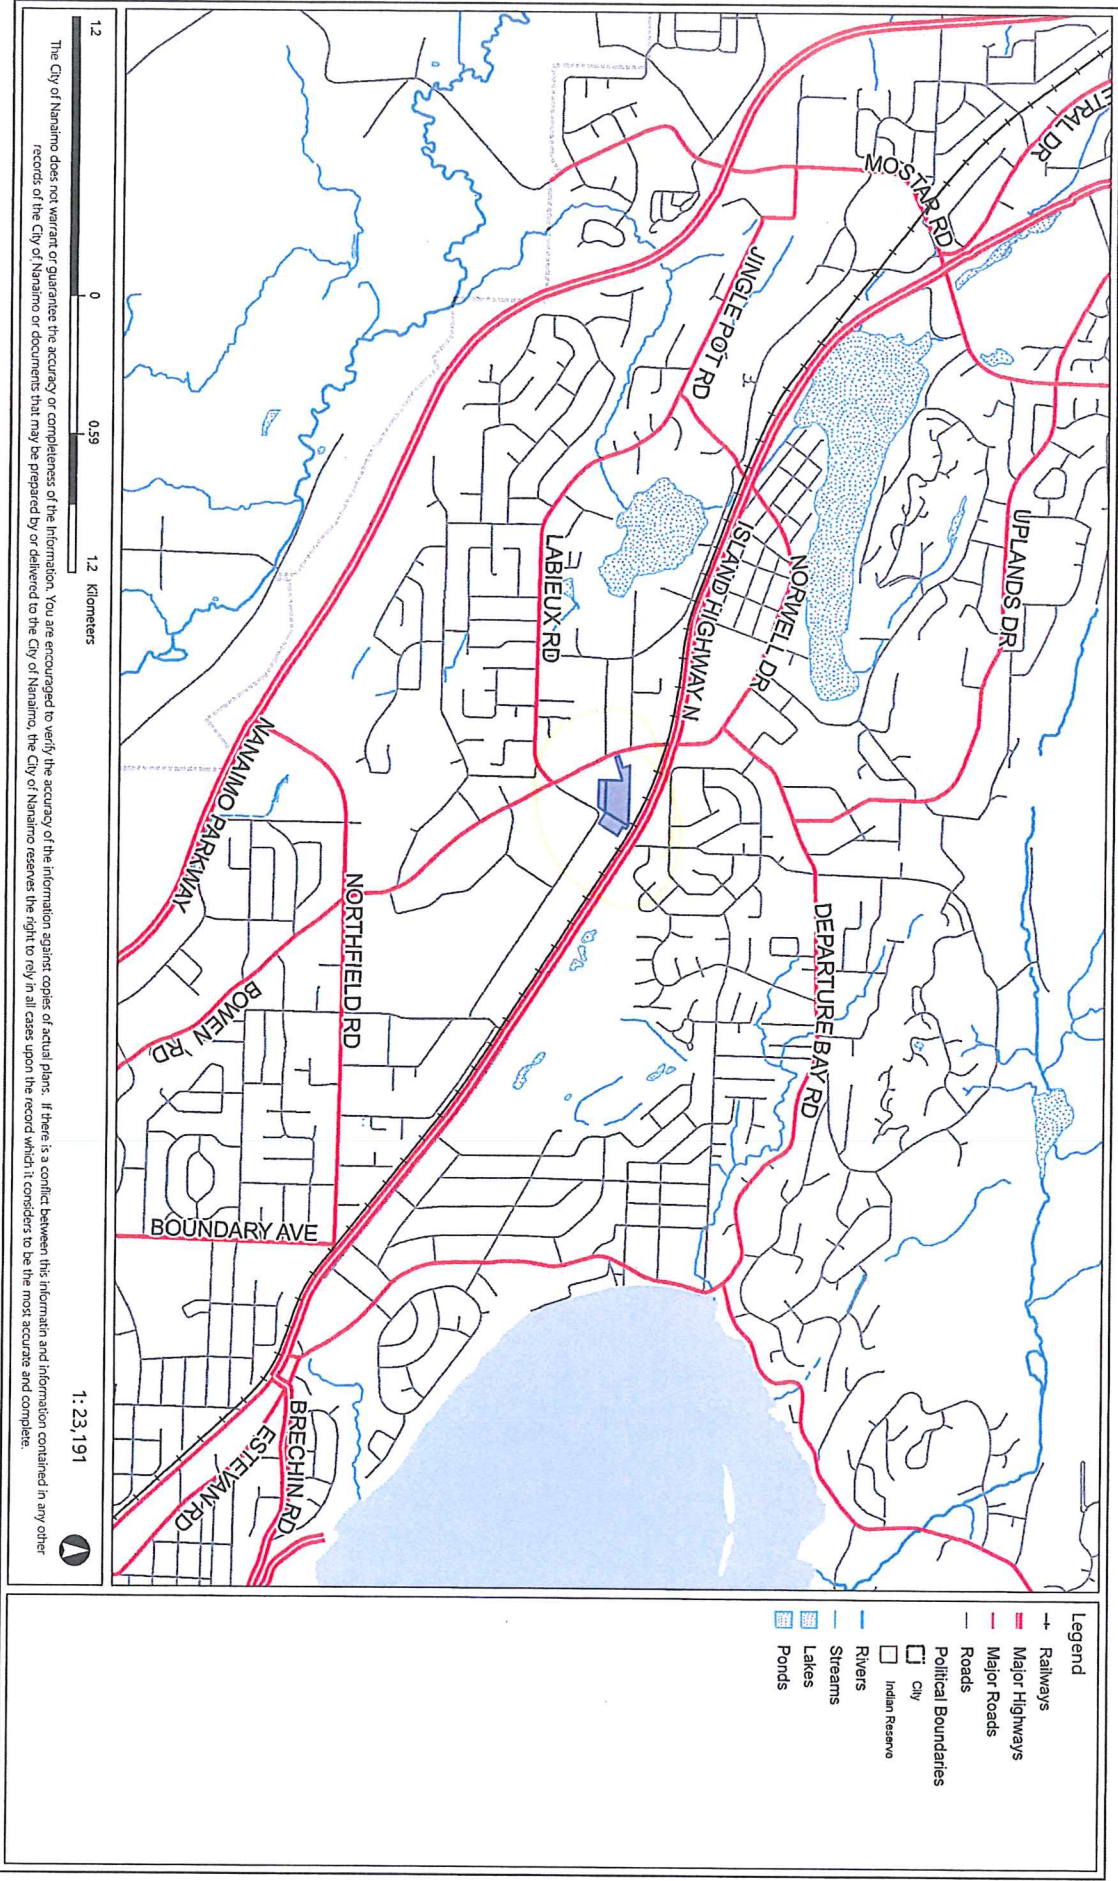 ETRAL DR
MOSTAR RD
JINGLE POT RD
UPLANDS DR
ISLAND HIGHWAY N
NORWELL DR
LABIEUX RD
DEPARTURE BAY RD
NANAIMO PARKWAY
NORTHFIELD RD
BOWEN RD
BOUNDARY AVE
BRECHIN RD
ESTEVAN RD
Legend
Railways
Major Highways
Major Roads
Roads
Political Boundaries
City
Indian Reserve
Rivers
Streams
Lakes
Ponds
1.2 0 0.59 1.2 Kilometers
1: 23,191
The City of Nanaimo does not warrant or guarantee the accuracy or completeness of the Information. You are encouraged to verify the accuracy of the information against copies of actual plans. If there is a conflict between this informatin and information contained in any other
records of the City of Nanaimo or documents that may be prepared by or delivered to the City of Nanaimo, the City of Nanaimo reserves the right to rely in all cases upon the record which it considers to be the most accurate and complete.